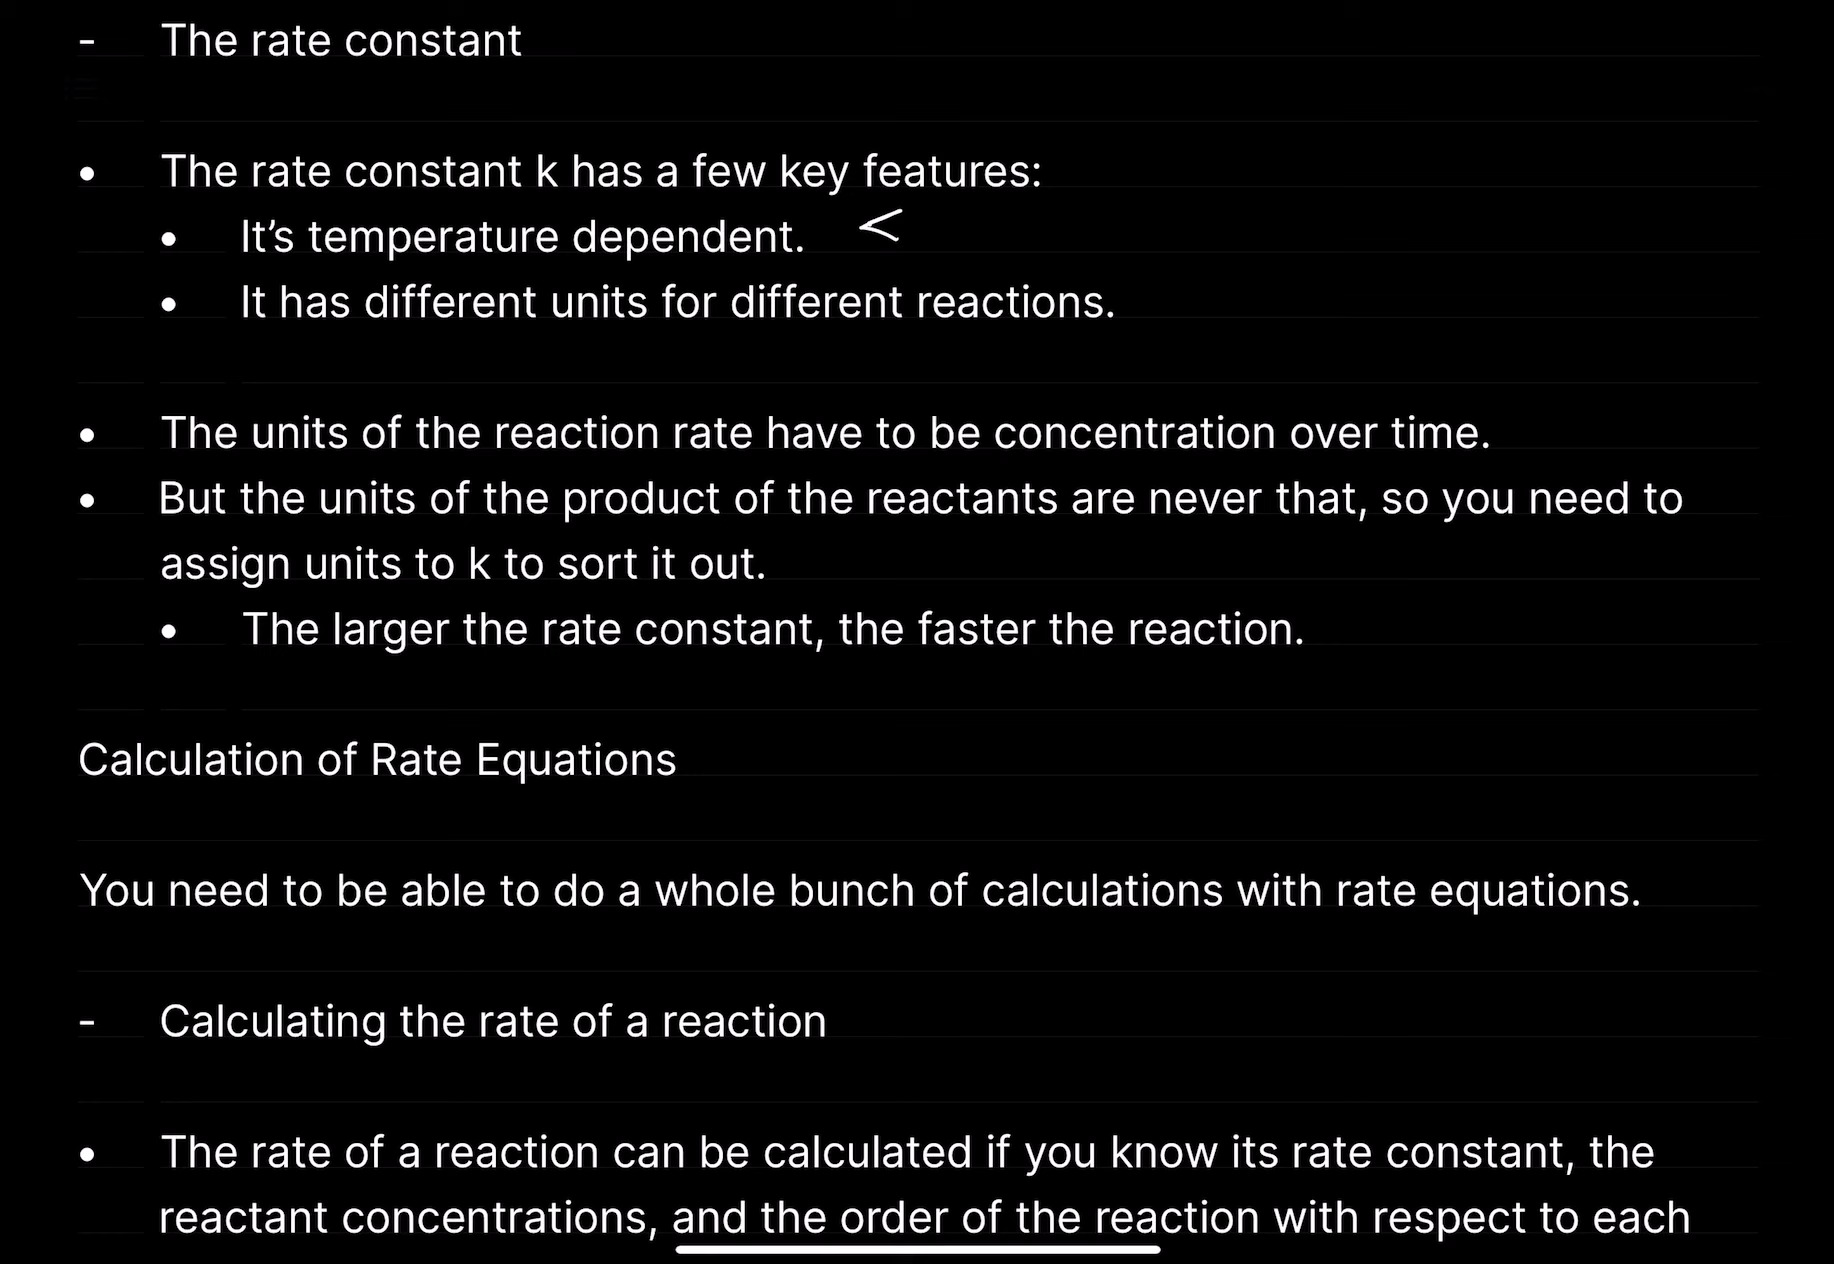 - The rate constant
• The rate constant k has a few key features:
• It’s temperature dependent. <
• It has different units for different reactions.
• The units of the reaction rate have to be concentration over time.
• But the units of the product of the reactants are never that, so you need to
assign units to k to sort it out.
• The larger the rate constant, the faster the reaction.
Calculation of Rate Equations
You need to be able to do a whole bunch of calculations with rate equations.
- Calculating the rate of a reaction
• The rate of a reaction can be calculated if you know its rate constant, the
reactant concentrations, and the order of the reaction with respect to each